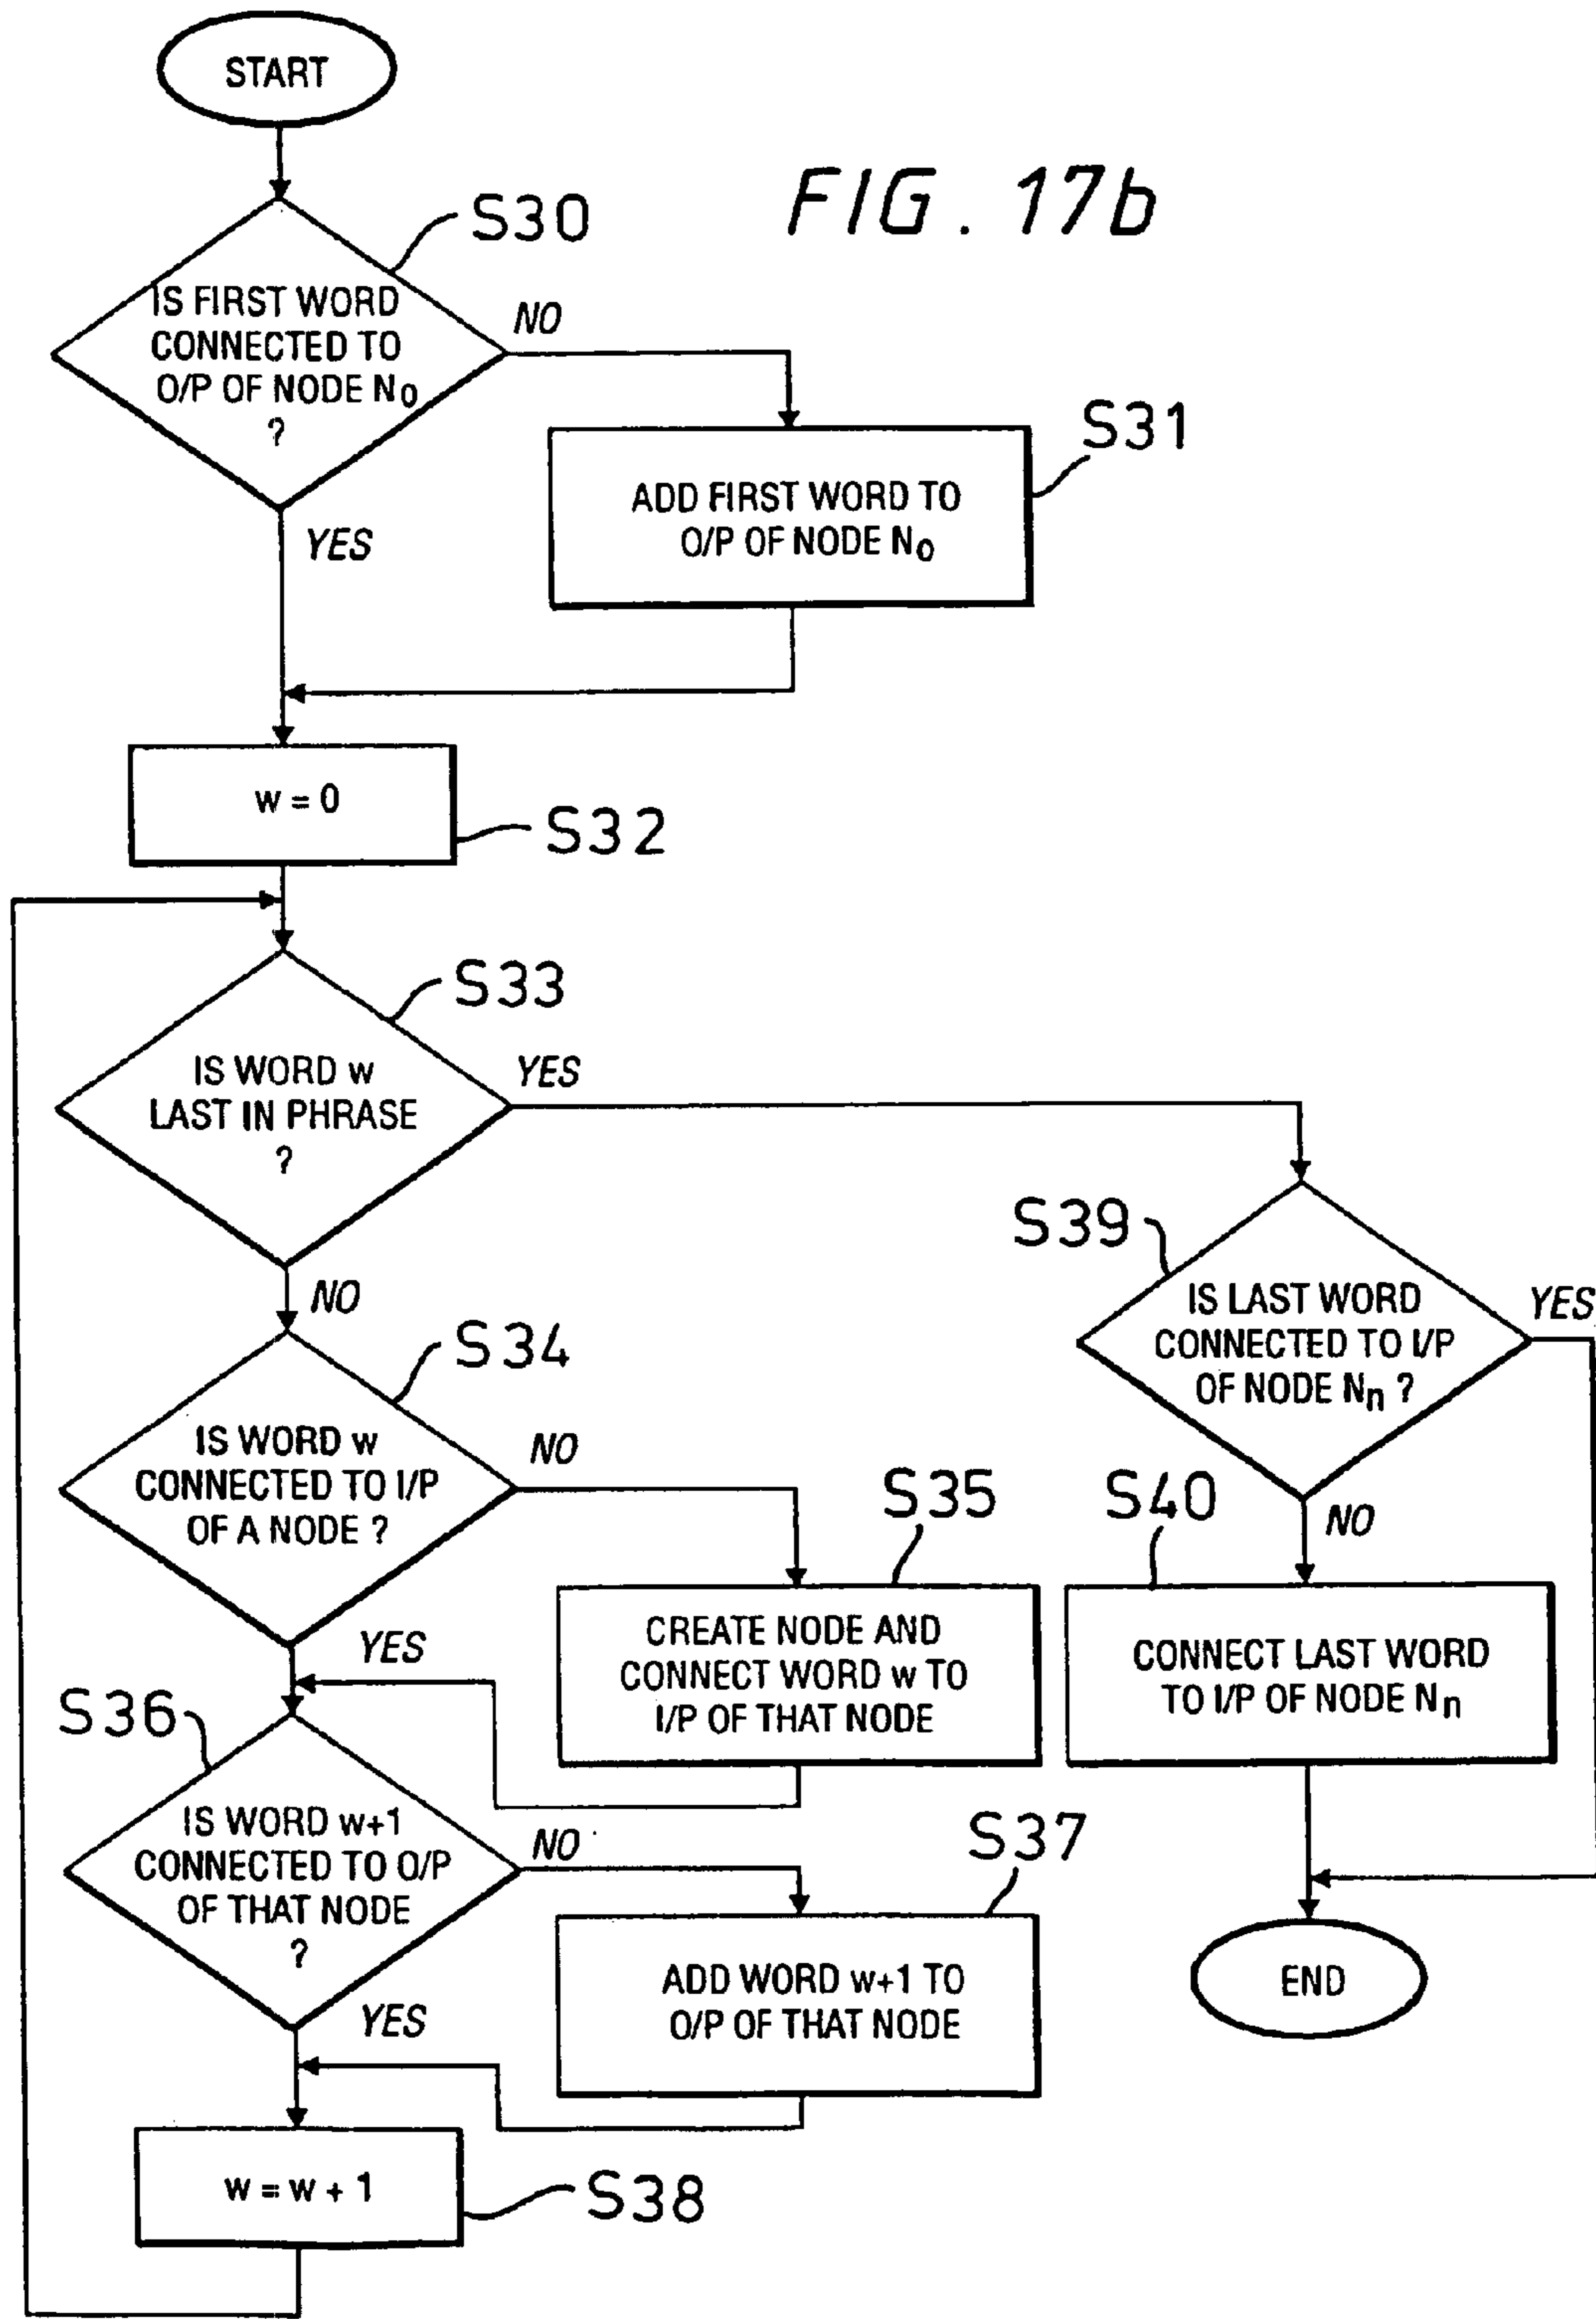 START
FIG. 17b
S30
IS FIRST WORD
CONNECTED TO
O/P OF NODE N₀
?
NO
YES
S31
ADD FIRST WORD TO
O/P OF NODE N₀
w = 0
S32
S33
IS WORD w
LAST IN PHRASE
?
YES
NO
S39
IS LAST WORD
CONNECTED TO I/P
OF NODE Nₙ ?
YES
NO
S34
IS WORD w
CONNECTED TO I/P
OF A NODE ?
NO
YES
S35
CREATE NODE AND
CONNECT WORD w TO
I/P OF THAT NODE
S40
CONNECT LAST WORD
TO I/P OF NODE Nₙ
S36
IS WORD w+1
CONNECTED TO O/P
OF THAT NODE
?
NO
YES
S37
ADD WORD w+1 TO
O/P OF THAT NODE
END
w = w + 1
S38